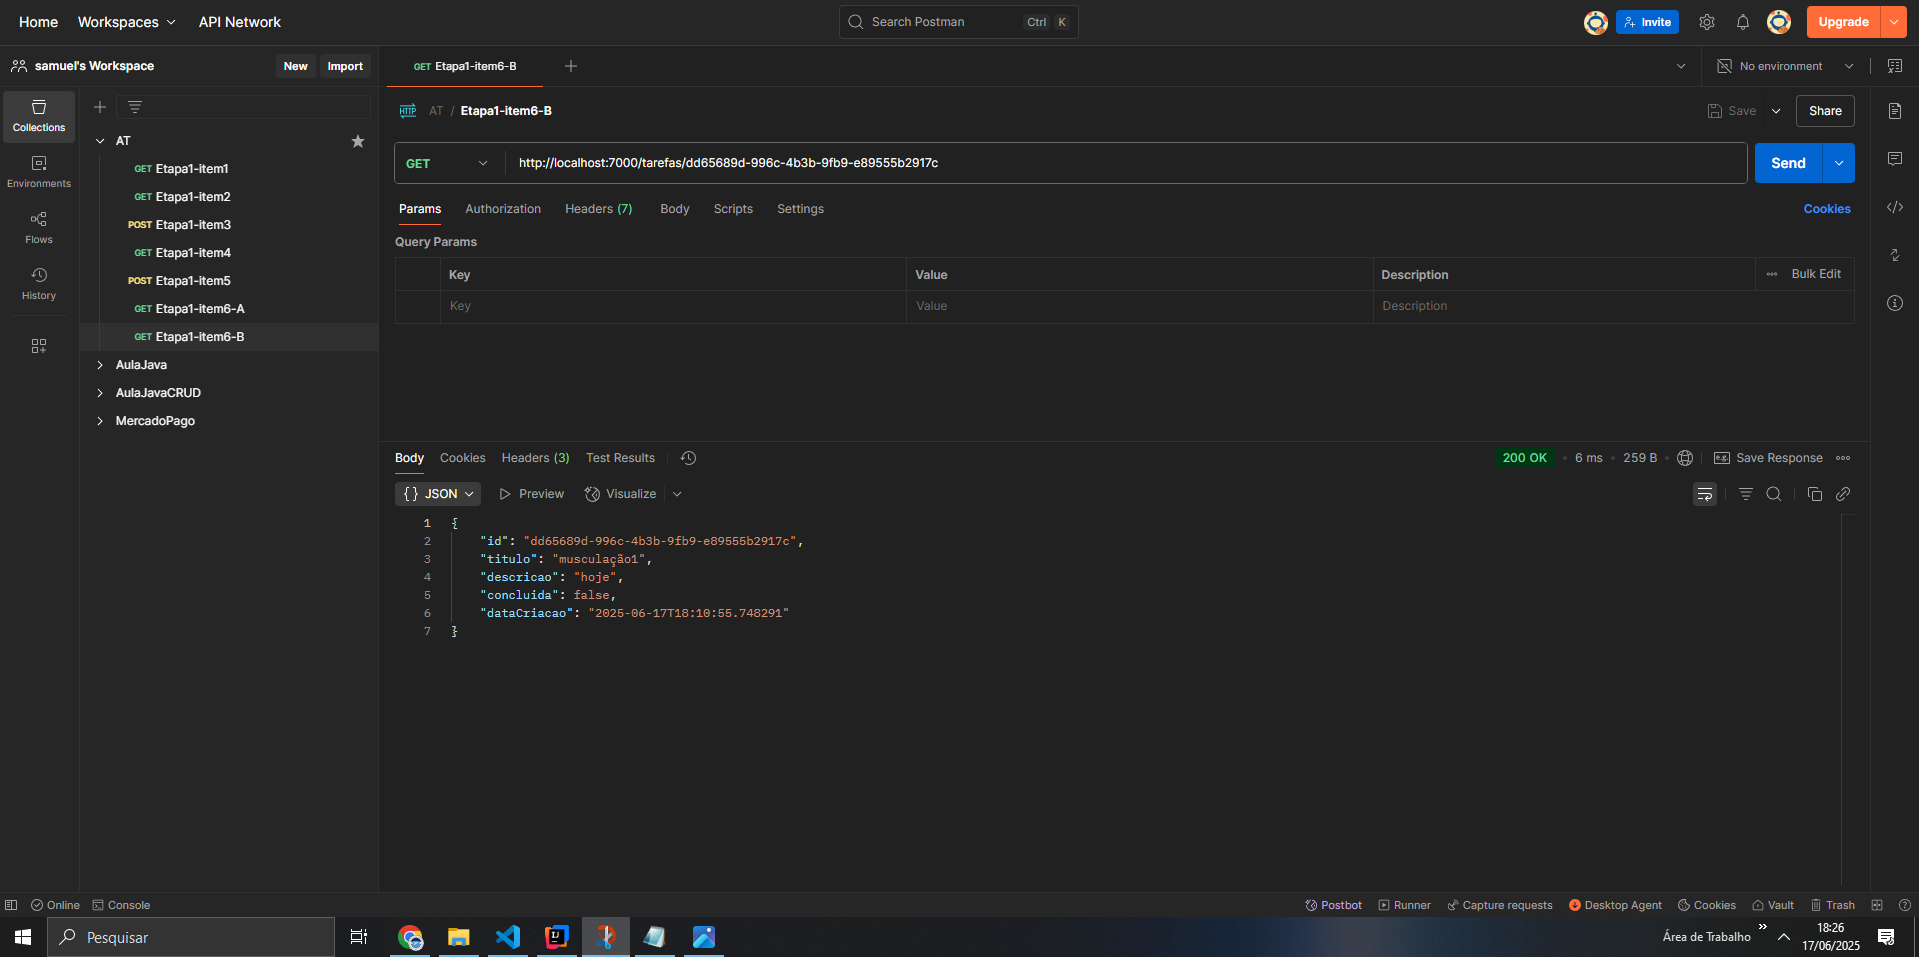 Home Workspaces API Network Search Postman Ctrl K Invite Upgrade
samuel's Workspace New Import GET Etapa1-item6-B No environment
Collections
Environments
Flows
History
AT
GET Etapa1-item1
GET Etapa1-item2
POST Etapa1-item3
GET Etapa1-item4
POST Etapa1-item5
GET Etapa1-item6-A
GET Etapa1-item6-B
AulaJava
AulaJavaCRUD
MercadoPago
HTTP AT / Etapa1-item6-B Save Share
GET http://localhost:7000/tarefas/dd65689d-996c-4b3b-9fb9-e89555b2917c Send
Params Authorization Headers (7) Body Scripts Settings Cookies
Query Params
Key Value Description Bulk Edit
Key Value Description
Body Cookies Headers (3) Test Results 200 OK 6 ms 259 B Save Response
{} JSON Preview Visualize
1 {
2 "id": "dd65689d-996c-4b3b-9fb9-e89555b2917c",
3 "titulo": "musculação1",
4 "descricao": "hoje",
5 "concluida": false,
6 "dataCriacao": "2025-06-17T18:10:55.748291"
7 }
Online Console Postbot Runner Capture requests Desktop Agent Cookies Vault Trash
Pesquisar Área de Trabalho 18:26
17/06/2025